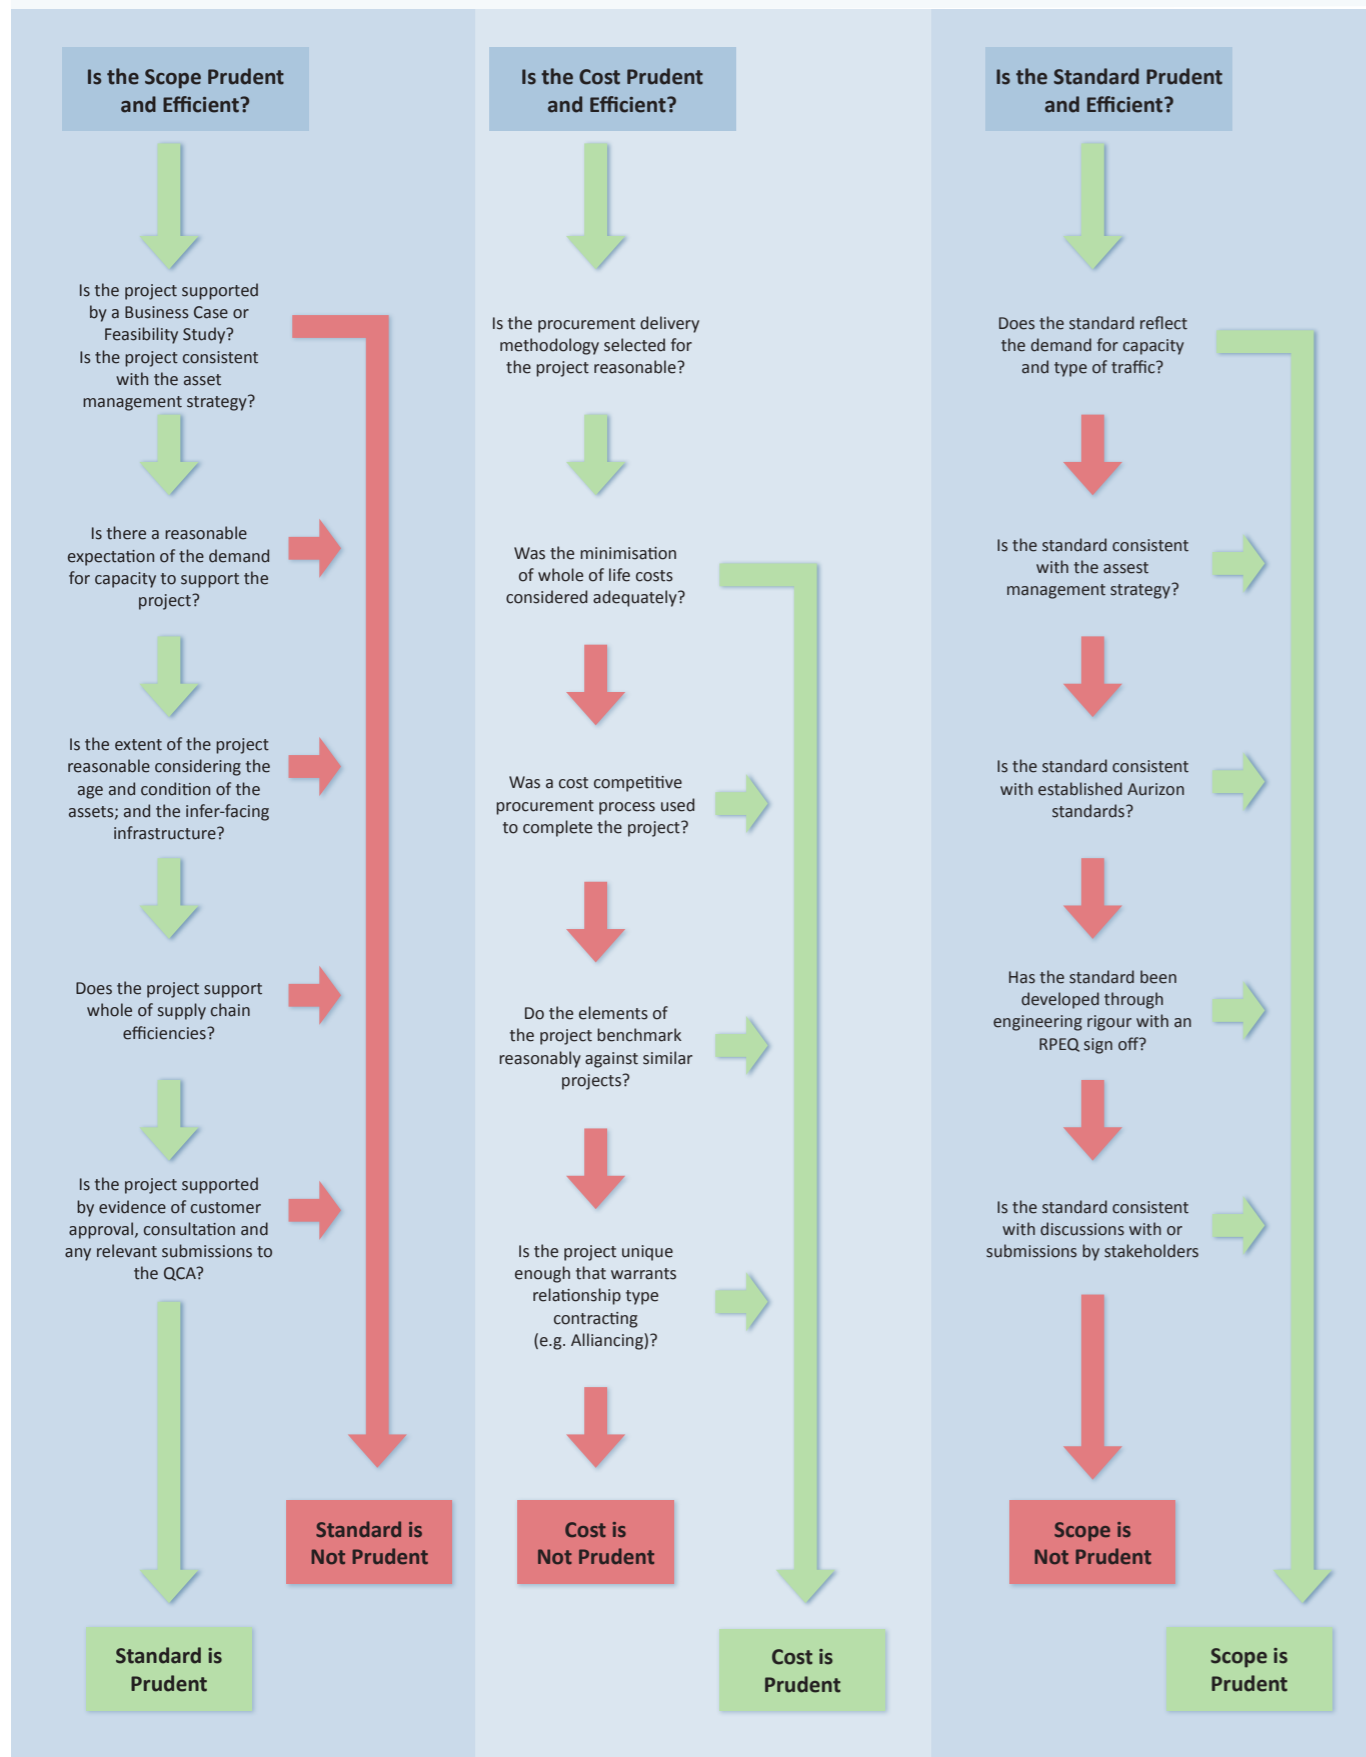 Is the Scope Prudent
and Efficient?
Is the project supported
by a Business Case or
Feasibility Study?
Is the project consistent
with the asset
management strategy?
Is there a reasonable
expectation of the demand
for capacity to support the
project?
Is the extent of the project
reasonable considering the
age and condition of the
assets; and the infer-facing
infrastructure?
Does the project support
whole of supply chain
efficiencies?
Is the project supported
by evidence of customer
approval, consultation and
any relevant submissions to
the QCA?
Standard is
Not Prudent
Standard is
Prudent
Is the Cost Prudent
and Efficient?
Is the procurement delivery
methodology selected for
the project reasonable?
Was the minimisation
of whole of life costs
considered adequately?
Was a cost competitive
procurement process used
to complete the project?
Do the elements of
the project benchmark
reasonably against similar
projects?
Is the project unique
enough that warrants
relationship type
contracting
(e.g. Alliancing)?
Cost is
Not Prudent
Cost is
Prudent
Is the Standard Prudent
and Efficient?
Does the standard reflect
the demand for capacity
and type of traffic?
Is the standard consistent
with the assest
management strategy?
Is the standard consistent
with established Aurizon
standards?
Has the standard been
developed through
engineering rigour with an
RPEQ sign off?
Is the standard consistent
with discussions with or
submissions by stakeholders
Scope is
Not Prudent
Scope is
Prudent